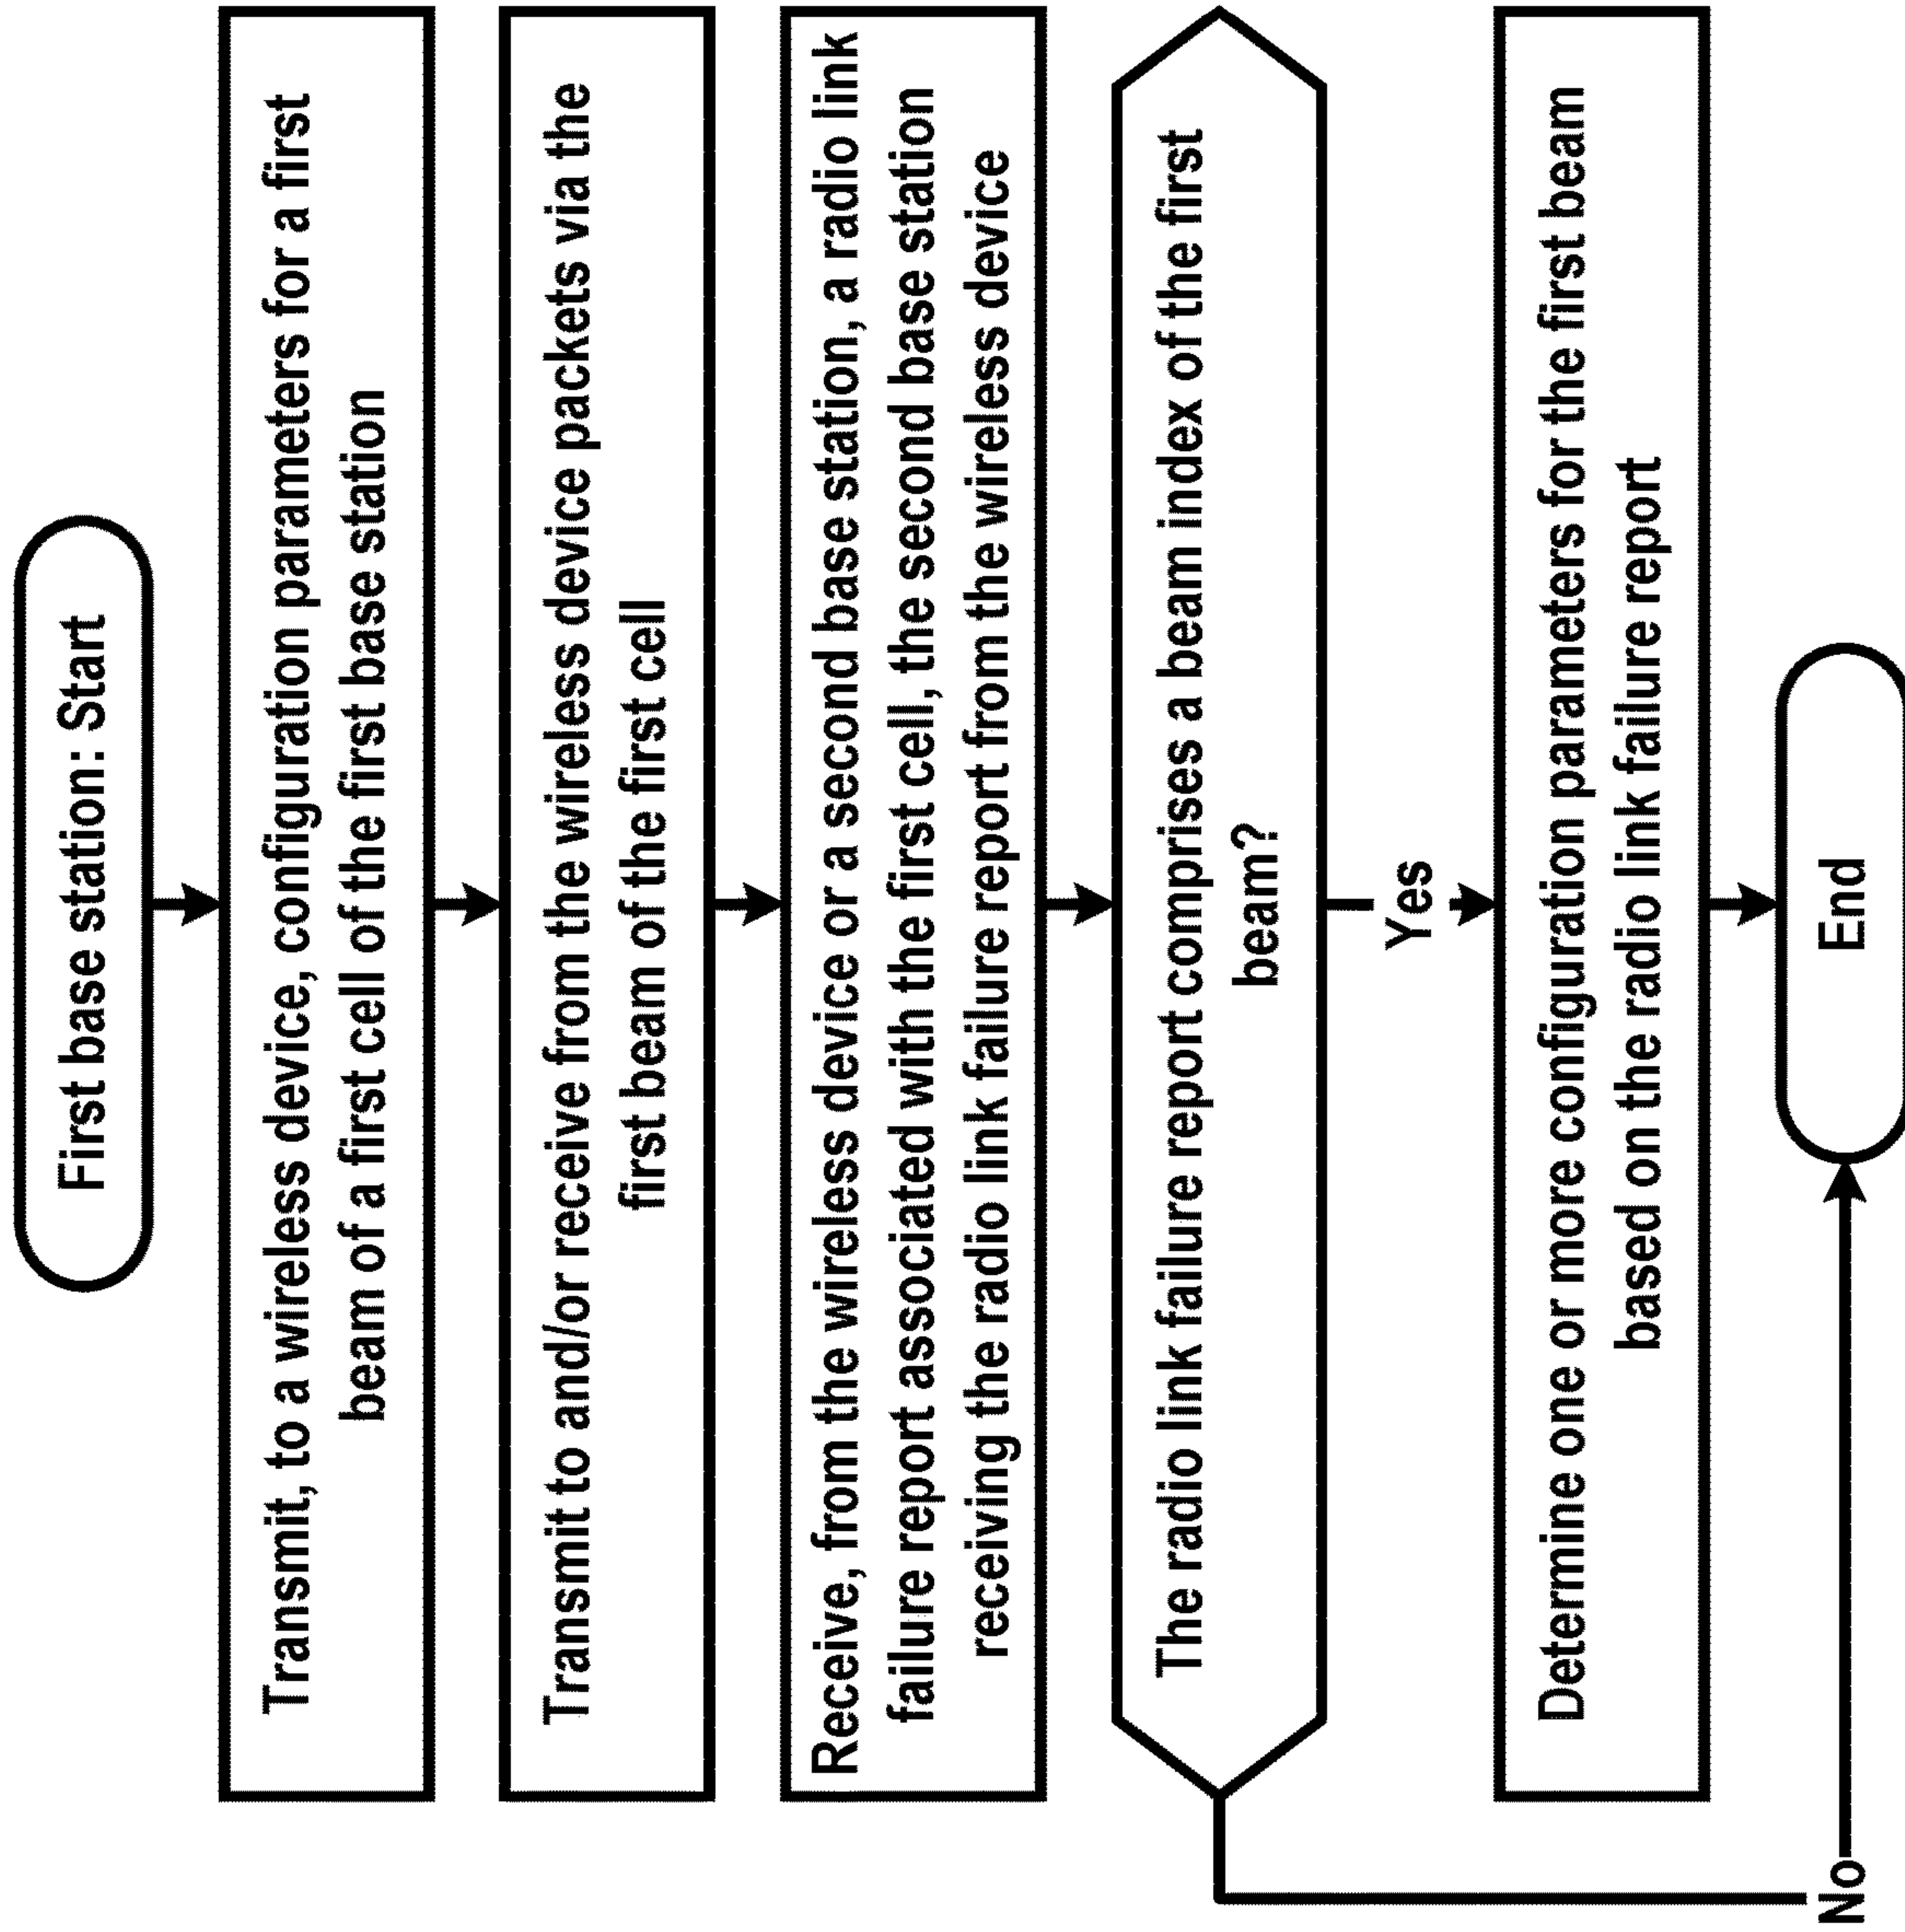 First base station: Start
Transmit, to a wireless device, configuration parameters for a first
beam of a first cell of the first base station
Transmit to and/or receive from the wireless device packets via the
first beam of the first cell
Receive, from the wireless device or a second base station, a radio link
failure report associated with the first cell, the second base station
receiving the radio link failure report from the wireless device
The radio link failure report comprises a beam index of the first
beam?
Yes
Determine one or more configuration parameters for the first beam
based on the radio link failure report
No
End